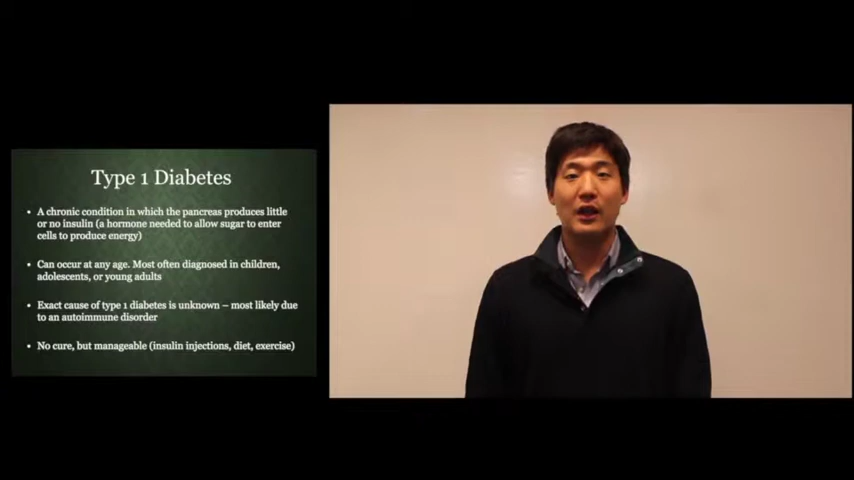 Type 1 Diabetes
• A chronic condition in which the pancreas produces little
or no insulin (a hormone needed to allow sugar to enter
cells to produce energy)
• Can occur at any age. Most often diagnosed in children,
adolescents, or young adults
• Exact cause of type 1 diabetes is unknown – most likely due
to an autoimmune disorder
• No cure, but manageable (insulin injections, diet, exercise)